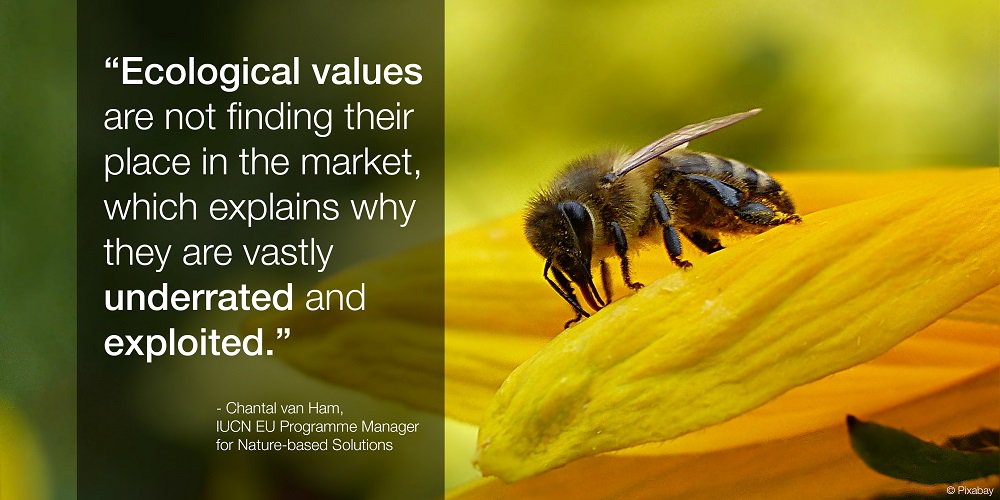 “Ecological values
are not finding their
place in the market,
which explains why
they are vastly
underrated and
exploited.”
- Chantal van Ham,
IUCN EU Programme Manager
for Nature-based Solutions
© Pixabay